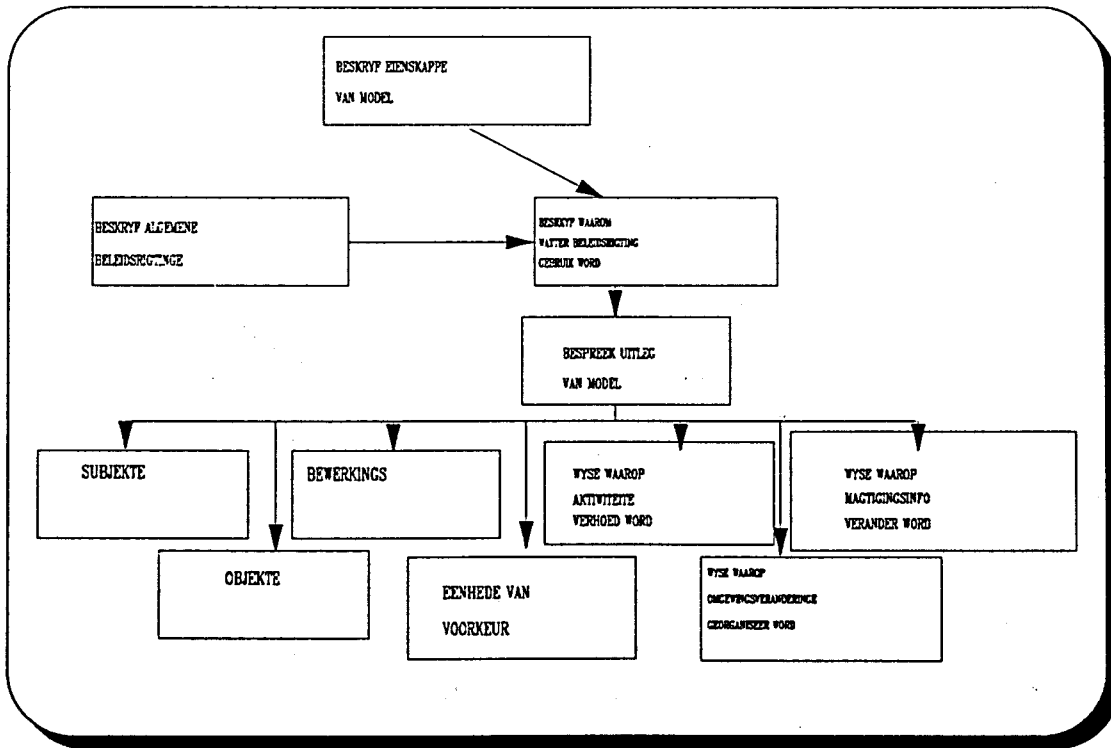 BESKRYF EIENSKAPPE
VAN MODEL
BESKRYF ALGEMENE
BELEIDSRIGTINGE
BESKRYF WAAROM
WATTER BELEIDSRIGTING
GEBRUIK WORD
BESPREEK UITLEG
VAN MODEL
SUBJEKTE
BEWERKINGS
WYSE WAAROP
AKTIWITEITE
VERHOED WORD
WYSE WAAROP
MAGTIGINGSINFO
VERANDER WORD
OBJEKTE
EENHEDE VAN
VOORKEUR
WYSE WAAROP
OMGEWINGSVERANDERINGE
GEORGANISEER WORD